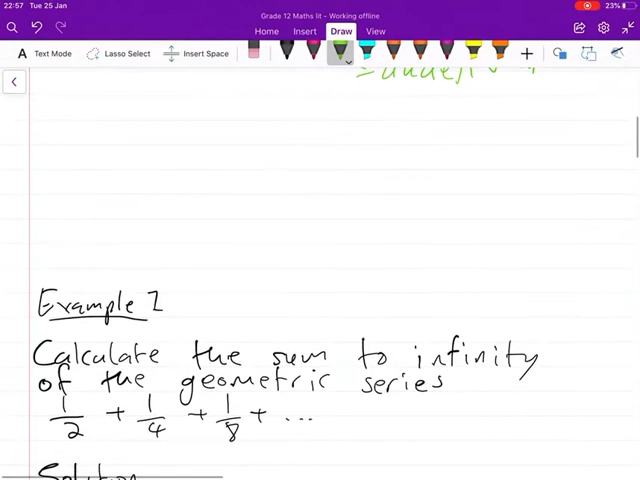 22:57 Tue 25 Jan
23%
Grade 12 Maths lit - Working offline
Home Insert Draw View
A Text Mode Lasso Select Insert Space
Example 1
Calculate the sum to infinity
of the geometric series
1/2 + 1/4 + 1/8 + ...
Solution